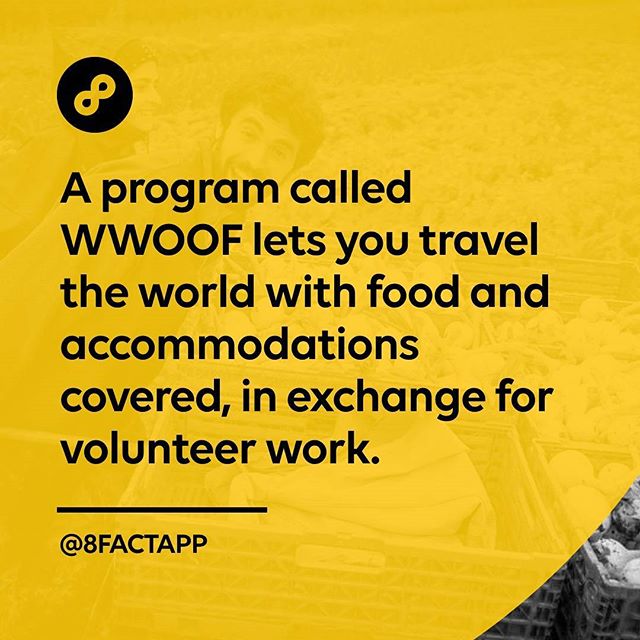 A program called
WWOOF lets you travel
the world with food and
accommodations
covered, in exchange for
volunteer work.
@8FACTAPP